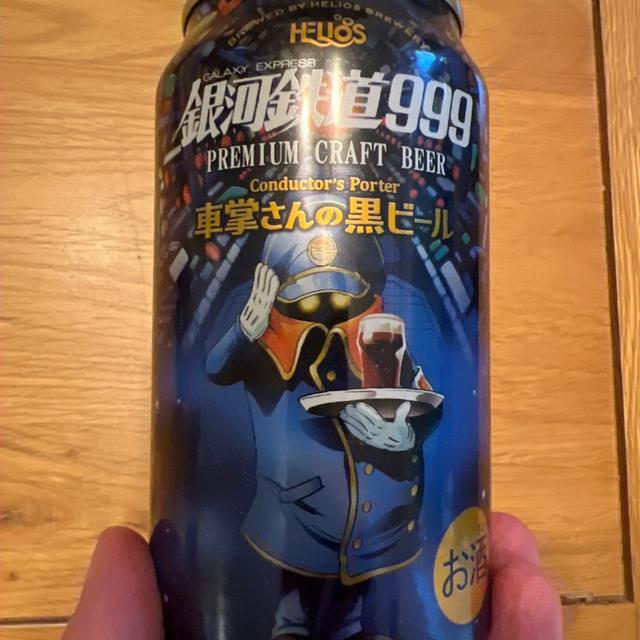 BREWED BY HELIOS BREWERY
HELIOS
GALAXY EXPRESS
銀河鉄道999
PREMIUM CRAFT BEER
Conductor's Porter
車掌さんの黒ビール
お酒